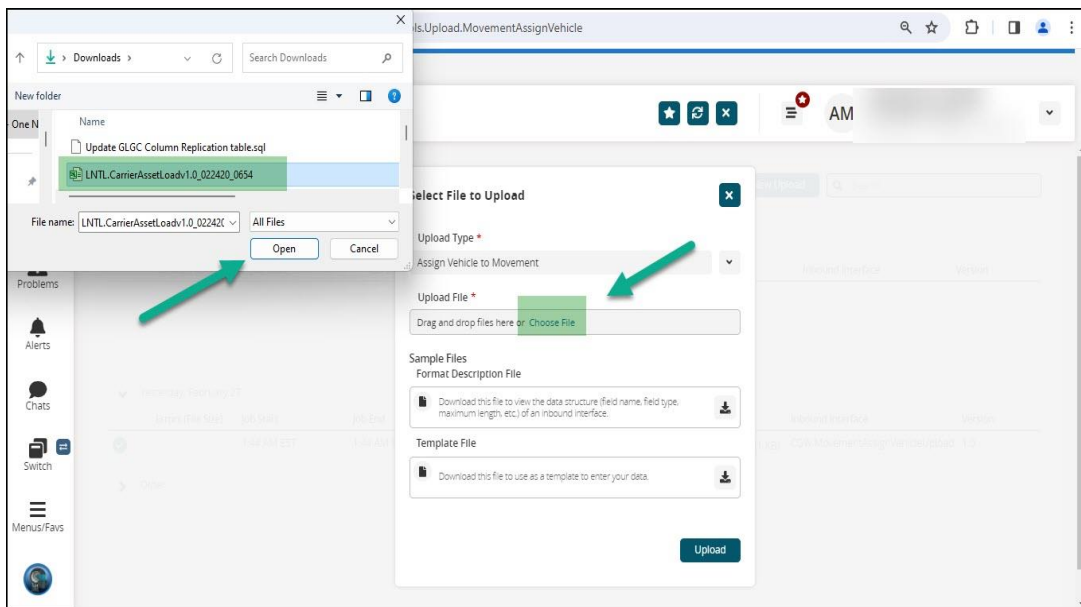 ls.Upload.MovementAssignVehicle
Downloads
Search Downloads
New folder
One N
Name
Update GLGC Column Replication table.sql
LNTL.CarrierAssetLoadv1.0_022420_0654
File name: LNTL.CarrierAssetLoadv1.0_02242( All Files
Open Cancel
AM
Problems
Alerts
Chats
Switch
Menus/Favs
Select File to Upload
Upload Type *
Assign Vehicle to Movement
Upload File *
Drag and drop files here or Choose File
Sample Files
Format Description File
Download this file to view the data structure (field name, field type,
maximum length, etc.) of an inbound interface.
Template File
Download this file to use as a template to enter your data.
Upload
Inbound Interface Version